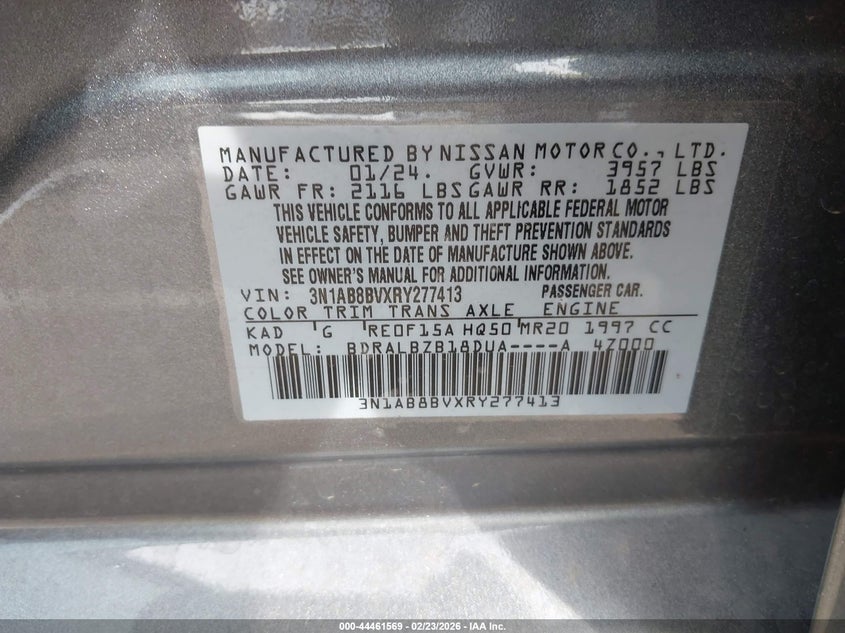 MANUFACTURED BY NISSAN MOTOR CO., LTD.
DATE: 01/24. GVWR: 3957 LBS
GAWR FR: 2116 LBS GAWR RR: 1852 LBS
THIS VEHICLE CONFORMS TO ALL APPLICABLE FEDERAL MOTOR
VEHICLE SAFETY, BUMPER AND THEFT PREVENTION STANDARDS
IN EFFECT ON THE DATE OF MANUFACTURE SHOWN ABOVE.
SEE OWNER'S MANUAL FOR ADDITIONAL INFORMATION.
VIN: 3N1AB8BVXRY277413 PASSENGER CAR.
COLOR TRIM TRANS AXLE ENGINE
KAD G RE0F15A HQ50 MR20 1997 CC
MODEL: BDRALBZB18DUA----A 4Z000
3N1AB8BVXRY277413
000-44461569 - 02/23/2026 - IAA Inc.